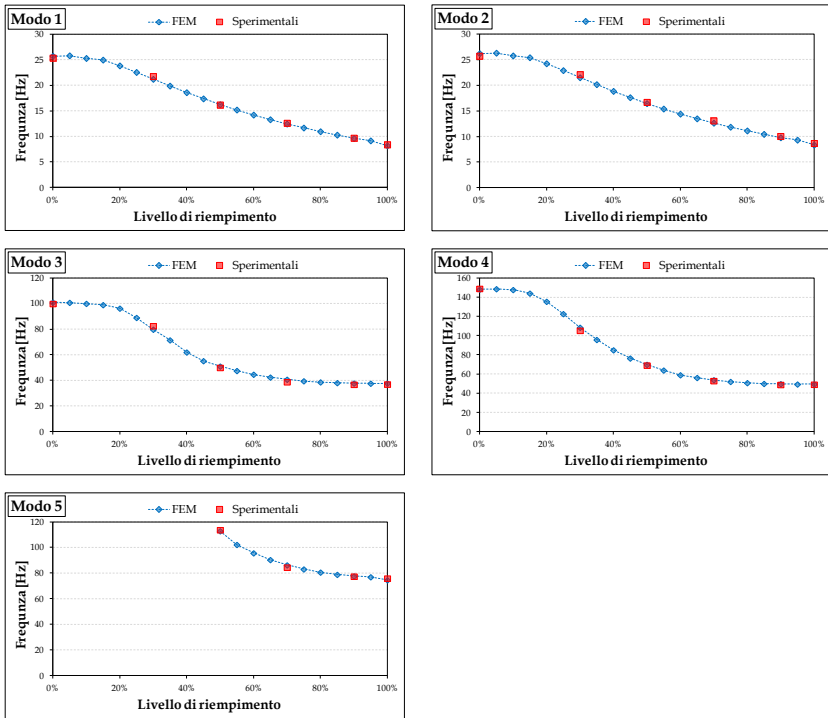 Modo 1
FEM
Sperimentali
30
25
20
15
10
5
0
Frequnza [Hz]
0%
20%
40%
60%
80%
100%
Livello di riempimento
Modo 2
FEM
Sperimentali
30
25
20
15
10
5
0
Frequnza [Hz]
0%
20%
40%
60%
80%
100%
Livello di riempimento
Modo 3
FEM
Sperimentali
120
100
80
60
40
20
0
Frequnza [Hz]
0%
20%
40%
60%
80%
100%
Livello di riempimento
Modo 4
FEM
Sperimentali
160
140
120
100
80
60
40
20
0
Frequnza [Hz]
0%
20%
40%
60%
80%
100%
Livello di riempimento
Modo 5
FEM
Sperimentali
120
100
80
60
40
20
0
Frequnza [Hz]
0%
20%
40%
60%
80%
100%
Livello di riempimento